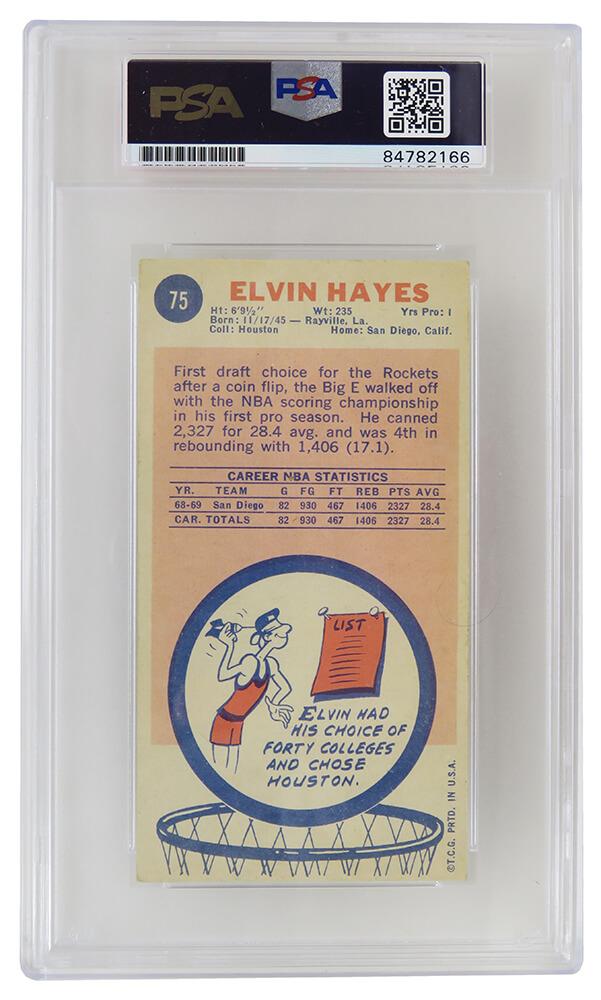 PSA
PSA
84782166
75
ELVIN HAYES
Ht: 6'9½" Wt: 235 Yrs Pro: 1
Born: 11/17/45 — Rayville, La.
Coll: Houston Home: San Diego, Calif.
First draft choice for the Rockets
after a coin flip, the Big E walked off
with the NBA scoring championship
in his first pro season. He canned
2,327 for 28.4 avg. and was 4th in
rebounding with 1,406 (17.1).
CAREER NBA STATISTICS
YR. TEAM G FG FT REB PTS AVG
68-69 San Diego 82 930 467 1406 2327 28.4
CAR. TOTALS 82 930 467 1406 2327 28.4
LIST
ELVIN HAD
HIS CHOICE OF
FORTY COLLEGES
AND CHOSE
HOUSTON.
©T.C.G. PRTD. IN U.S.A.